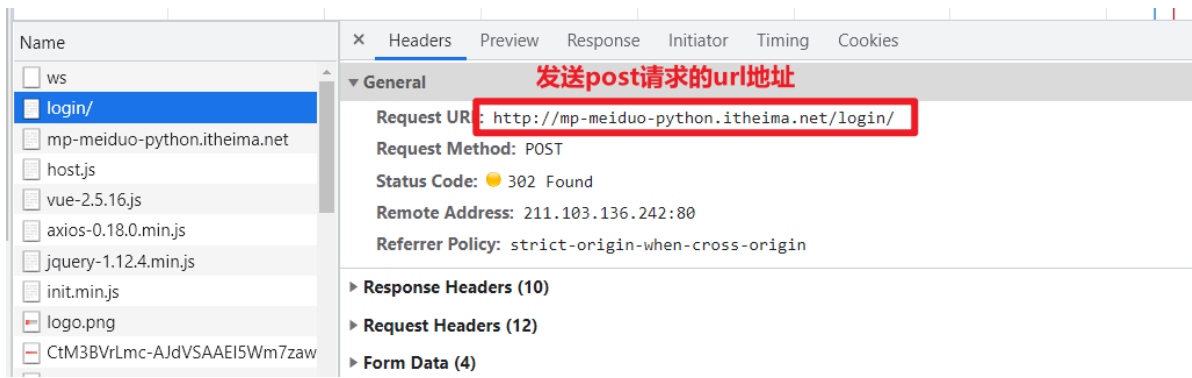 Name
ws
login/
mp-meiduo-python.itheima.net
host.js
vue-2.5.16.js
axios-0.18.0.min.js
jquery-1.12.4.min.js
init.min.js
logo.png
CtM3BVrLmc-AJdVSAAEI5Wm7zaw
× Headers Preview Response Initiator Timing Cookies
▼ General
发送post请求的url地址
Request URL: http://mp-meiduo-python.itheima.net/login/
Request Method: POST
Status Code: 302 Found
Remote Address: 211.103.136.242:80
Referrer Policy: strict-origin-when-cross-origin
▶ Response Headers (10)
▶ Request Headers (12)
▶ Form Data (4)